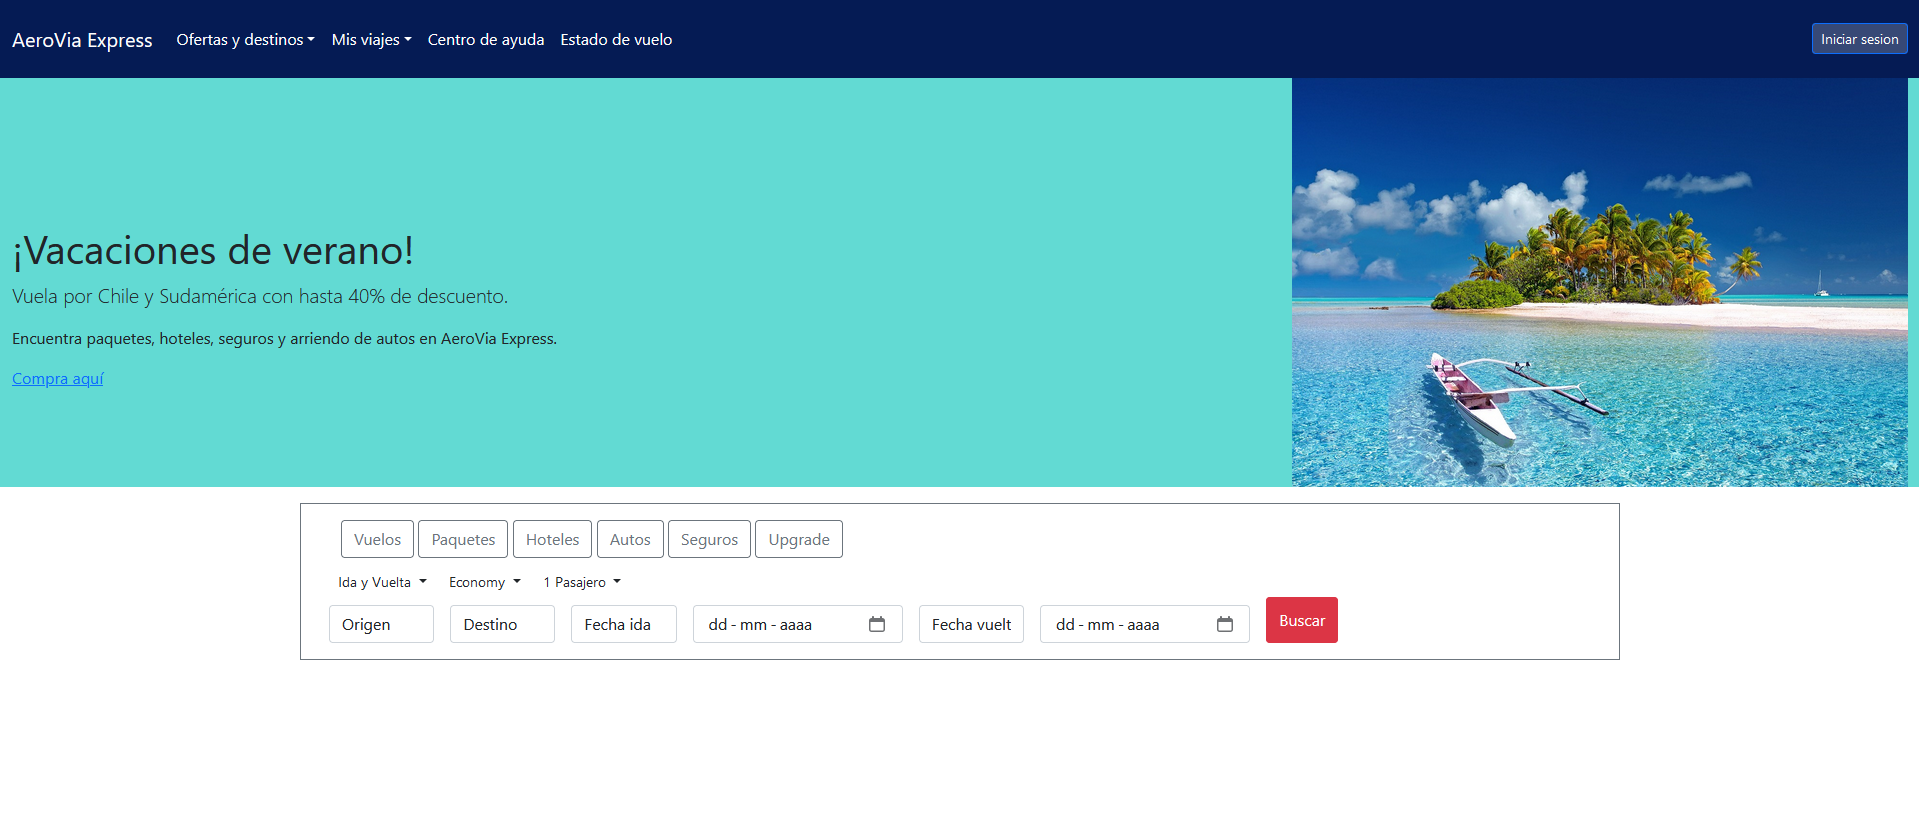 AeroVia Express Ofertas y destinos Mis viajes Centro de ayuda Estado de vuelo Iniciar sesion
¡Vacaciones de verano!
Vuela por Chile y Sudamérica con hasta 40% de descuento.
Encuentra paquetes, hoteles, seguros y arriendo de autos en AeroVia Express.
Compra aquí
Vuelos Paquetes Hoteles Autos Seguros Upgrade
Ida y Vuelta Economy 1 Pasajero
Origen Destino Fecha ida dd-mm-aaaa Fecha vuelt dd-mm-aaaa Buscar